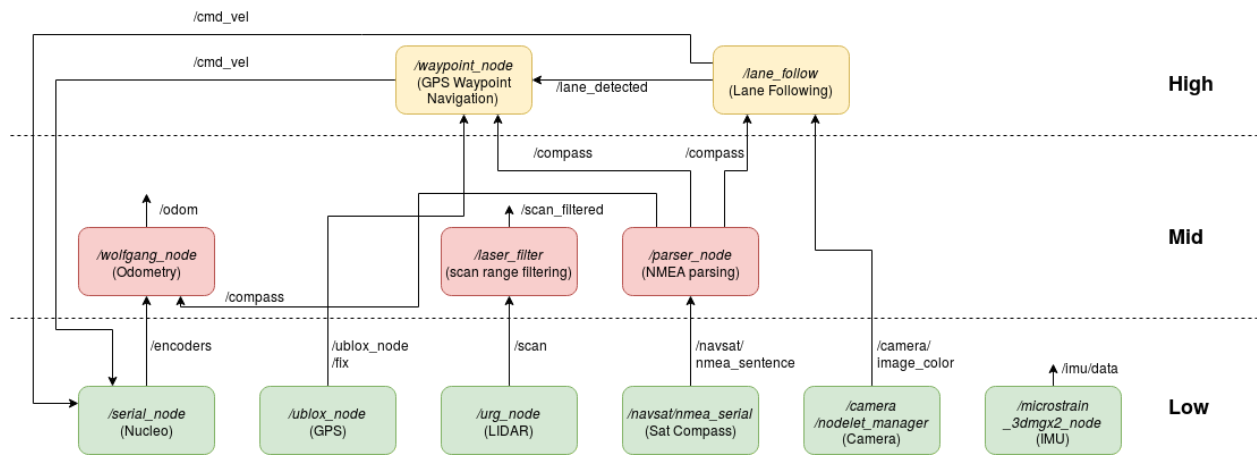 /cmd_vel
/cmd_vel
/waypoint_node
(GPS Waypoint
Navigation)
/lane_detected
/lane_follow
(Lane Following)
High
/compass
/compass
/odom
/scan_filtered
/wolfgang_node
(Odometry)
/laser_filter
(scan range filtering)
/parser_node
(NMEA parsing)
Mid
/compass
/encoders
/ublox_node
/fix
/scan
/navsat/
nmea_sentence
/camera/
image_color
/imu/data
/serial_node
(Nucleo)
/ublox_node
(GPS)
/urg_node
(LIDAR)
/navsat/nmea_serial
(Sat Compass)
/camera
/nodelet_manager
(Camera)
/microstrain
_3dmgx2_node
(IMU)
Low